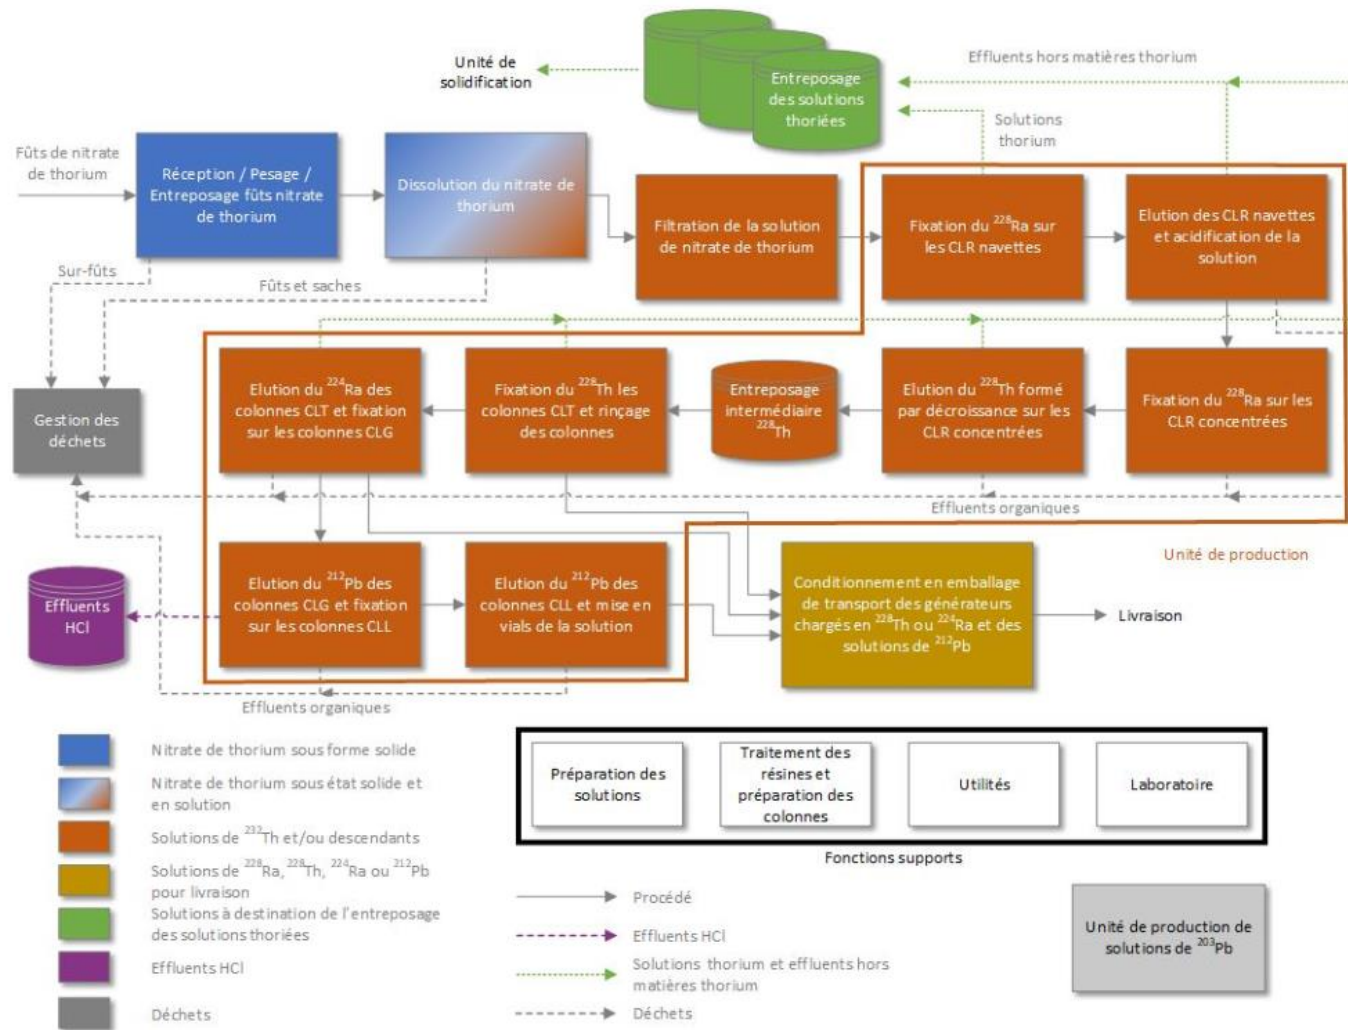 Unité de
solidification
Entreposage
des solutions
thoriées
Effluents hors matières thorium
Solutions
thorium
Fûts de nitrate
de thorium
Réception / Pesage /
Entreposage fûts nitrate
de thorium
Dissolution du nitrate de
thorium
Filtration de la solution
de nitrate de thorium
Fixation du ²²⁸Ra sur
les CLR navettes
Elution des CLR navettes
et acidification de la
solution
Sur-fûts
Fûts et saches
Gestion des
déchets
Elution du ²²⁴Ra des
colonnes CLT et fixation
sur les colonnes CLG
Fixation du ²²⁸Th les
colonnes CLT et rinçage
des colonnes
Entreposage
intermédiaire
²²⁸Th
Elution du ²²⁸Th formé
par décroissance sur les
CLR concentrées
Fixation du ²²⁸Ra sur les
CLR concentrées
Effluents organiques
Unité de production
Effluents
HCl
Elution du ²¹²Pb des
colonnes CLG et fixation
sur les colonnes CLL
Elution du ²¹²Pb des
colonnes CLL et mise en
vials de la solution
Conditionnement en emballage
de transport des générateurs
chargés en ²²⁸Th ou ²²⁴Ra et des
solutions de ²¹²Pb
Livraison
Effluents organiques
Nitrate de thorium sous forme solide
Nitrate de thorium sous état solide et
en solution
Solutions de ²³²Th et/ou descendants
Solutions de ²²⁸Ra, ²²⁸Th, ²²⁴Ra ou ²¹²Pb
pour livraison
Solutions à destination de l'entreposage
des solutions thoriées
Effluents HCl
Déchets
Préparation des
solutions
Traitement des
résines et
préparation des
colonnes
Utilités
Laboratoire
Fonctions supports
Procédé
Effluents HCl
Solutions thorium et effluents hors
matières thorium
Déchets
Unité de production de
solutions de ²⁰³Pb